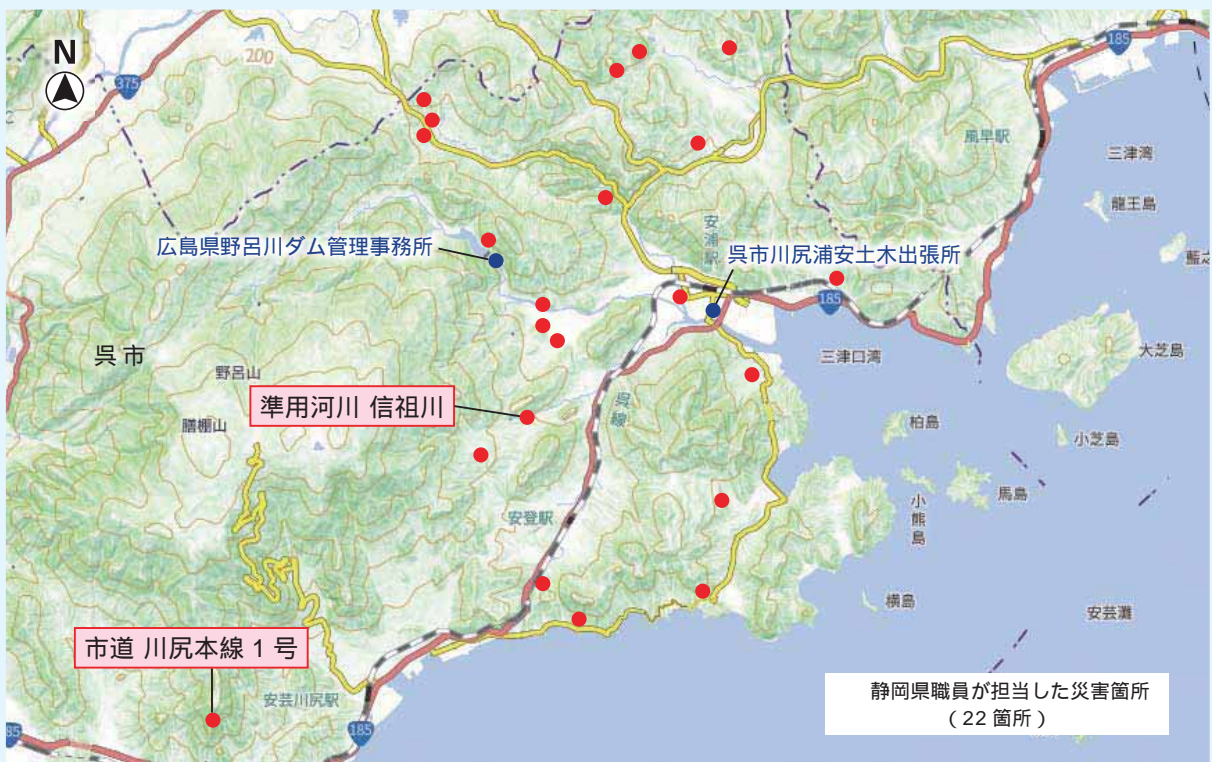 N
200
375
185
風早駅
三津湾
龍王島
藍之
安浦駅
広島県野呂川ダム管理事務所
呉市川尻浦安土木出張所
185
三津口湾
大芝島
呉市
野呂山
膳棚山
準用河川 信祖川
呉線
柏島
小芝島
馬島
小熊島
安登駅
横島
安芸灘
市道 川尻本線1号
安芸川尻駅
185
85
静岡県職員が担当した災害箇所
(22箇所)